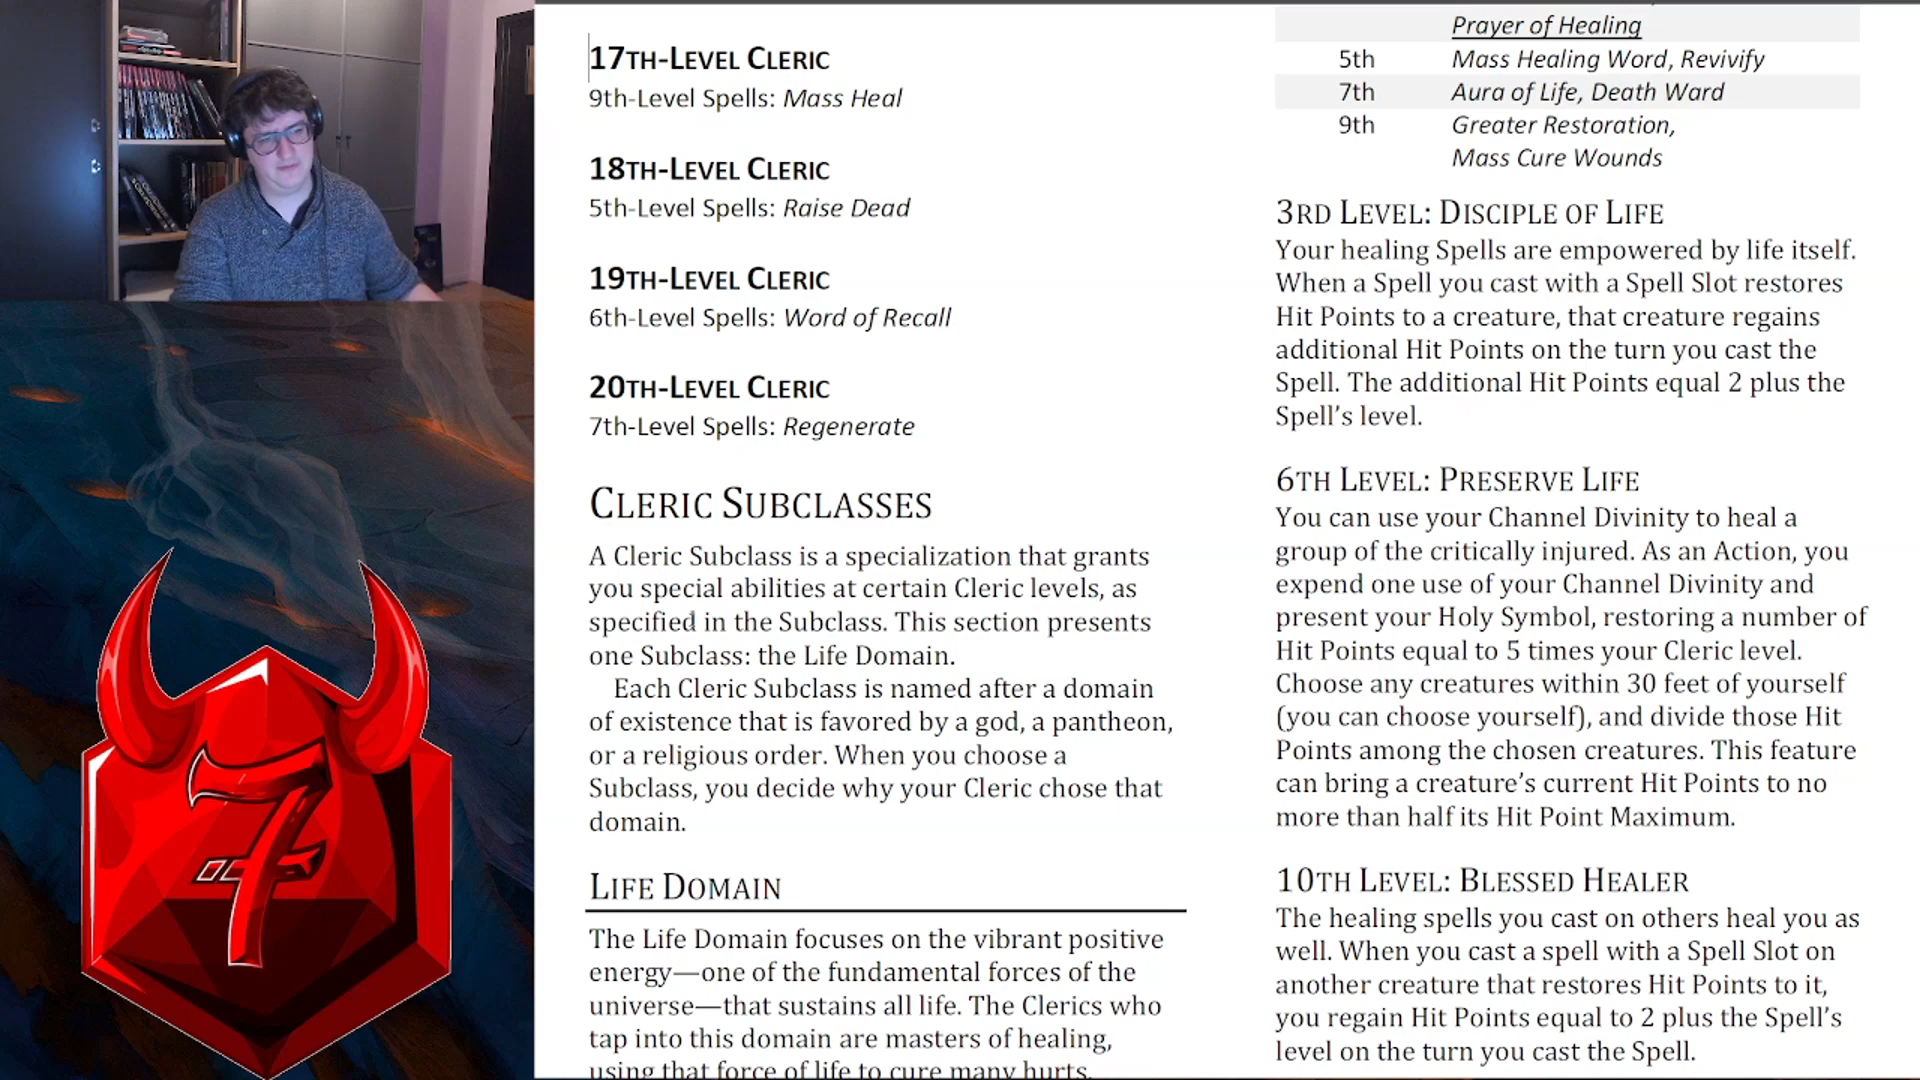 17TH-LEVEL CLERIC
9th-Level Spells: Mass Heal
18TH-LEVEL CLERIC
5th-Level Spells: Raise Dead
19TH-LEVEL CLERIC
6th-Level Spells: Word of Recall
20TH-LEVEL CLERIC
7th-Level Spells: Regenerate
CLERIC SUBCLASSES
A Cleric Subclass is a specialization that grants
you special abilities at certain Cleric levels, as
specified in the Subclass. This section presents
one Subclass: the Life Domain.
Each Cleric Subclass is named after a domain
of existence that is favored by a god, a pantheon,
or a religious order. When you choose a
Subclass, you decide why your Cleric chose that
domain.
LIFE DOMAIN
The Life Domain focuses on the vibrant positive
energy—one of the fundamental forces of the
universe—that sustains all life. The Clerics who
tap into this domain are masters of healing,
using that force of life to cure many hurts.
Prayer of Healing
5th Mass Healing Word, Revivify
7th Aura of Life, Death Ward
9th Greater Restoration,
Mass Cure Wounds
3RD LEVEL: DISCIPLE OF LIFE
Your healing Spells are empowered by life itself.
When a Spell you cast with a Spell Slot restores
Hit Points to a creature, that creature regains
additional Hit Points on the turn you cast the
Spell. The additional Hit Points equal 2 plus the
Spell’s level.
6TH LEVEL: PRESERVE LIFE
You can use your Channel Divinity to heal a
group of the critically injured. As an Action, you
expend one use of your Channel Divinity and
present your Holy Symbol, restoring a number of
Hit Points equal to 5 times your Cleric level.
Choose any creatures within 30 feet of yourself
(you can choose yourself), and divide those Hit
Points among the chosen creatures. This feature
can bring a creature’s current Hit Points to no
more than half its Hit Point Maximum.
10TH LEVEL: BLESSED HEALER
The healing spells you cast on others heal you as
well. When you cast a spell with a Spell Slot on
another creature that restores Hit Points to it,
you regain Hit Points equal to 2 plus the Spell’s
level on the turn you cast the Spell.
7